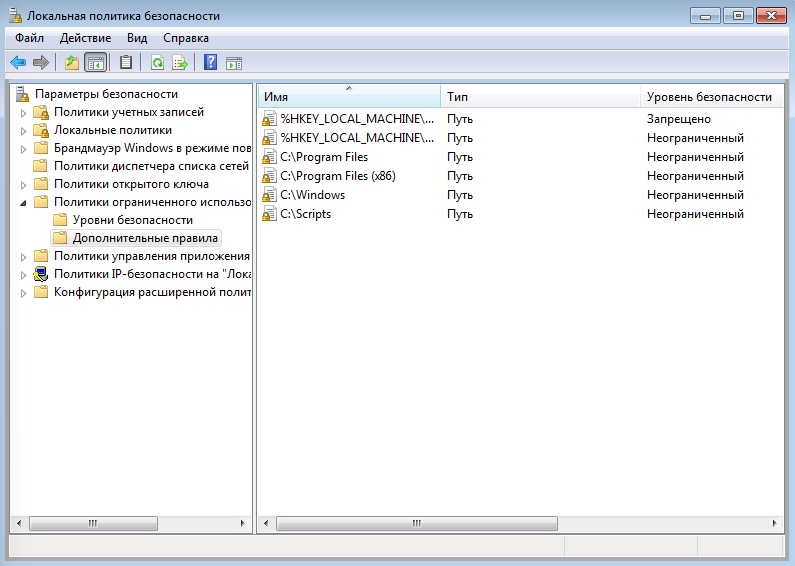 Локальная политика безопасности
Файл Действие Вид Справка
Параметры безопасности
Политики учетных записей
Локальные политики
Брандмауэр Windows в режиме пов
Политики диспетчера списка сетей
Политики открытого ключа
Политики ограниченного использо
Уровни безопасности
Дополнительные правила
Политики управления приложения
Политики IP-безопасности на "Лока
Конфигурация расширенной полит
Имя Тип Уровень безопасности
%HKEY_LOCAL_MACHINE\... Путь Запрещено
%HKEY_LOCAL_MACHINE\... Путь Неограниченный
C:\Program Files Путь Неограниченный
C:\Program Files (x86) Путь Неограниченный
C:\Windows Путь Неограниченный
C:\Scripts Путь Неограниченный